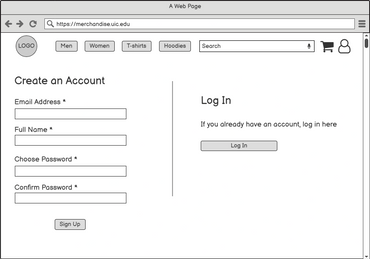 A Web Page
https://merchandise.uic.edu
LOGO
Men
Women
T-shirts
Hoodies
Search
Create an Account
Email Address *
Full Name *
Choose Password *
Confirm Password *
Sign Up
Log In
If you already have an account, log in here
Log In